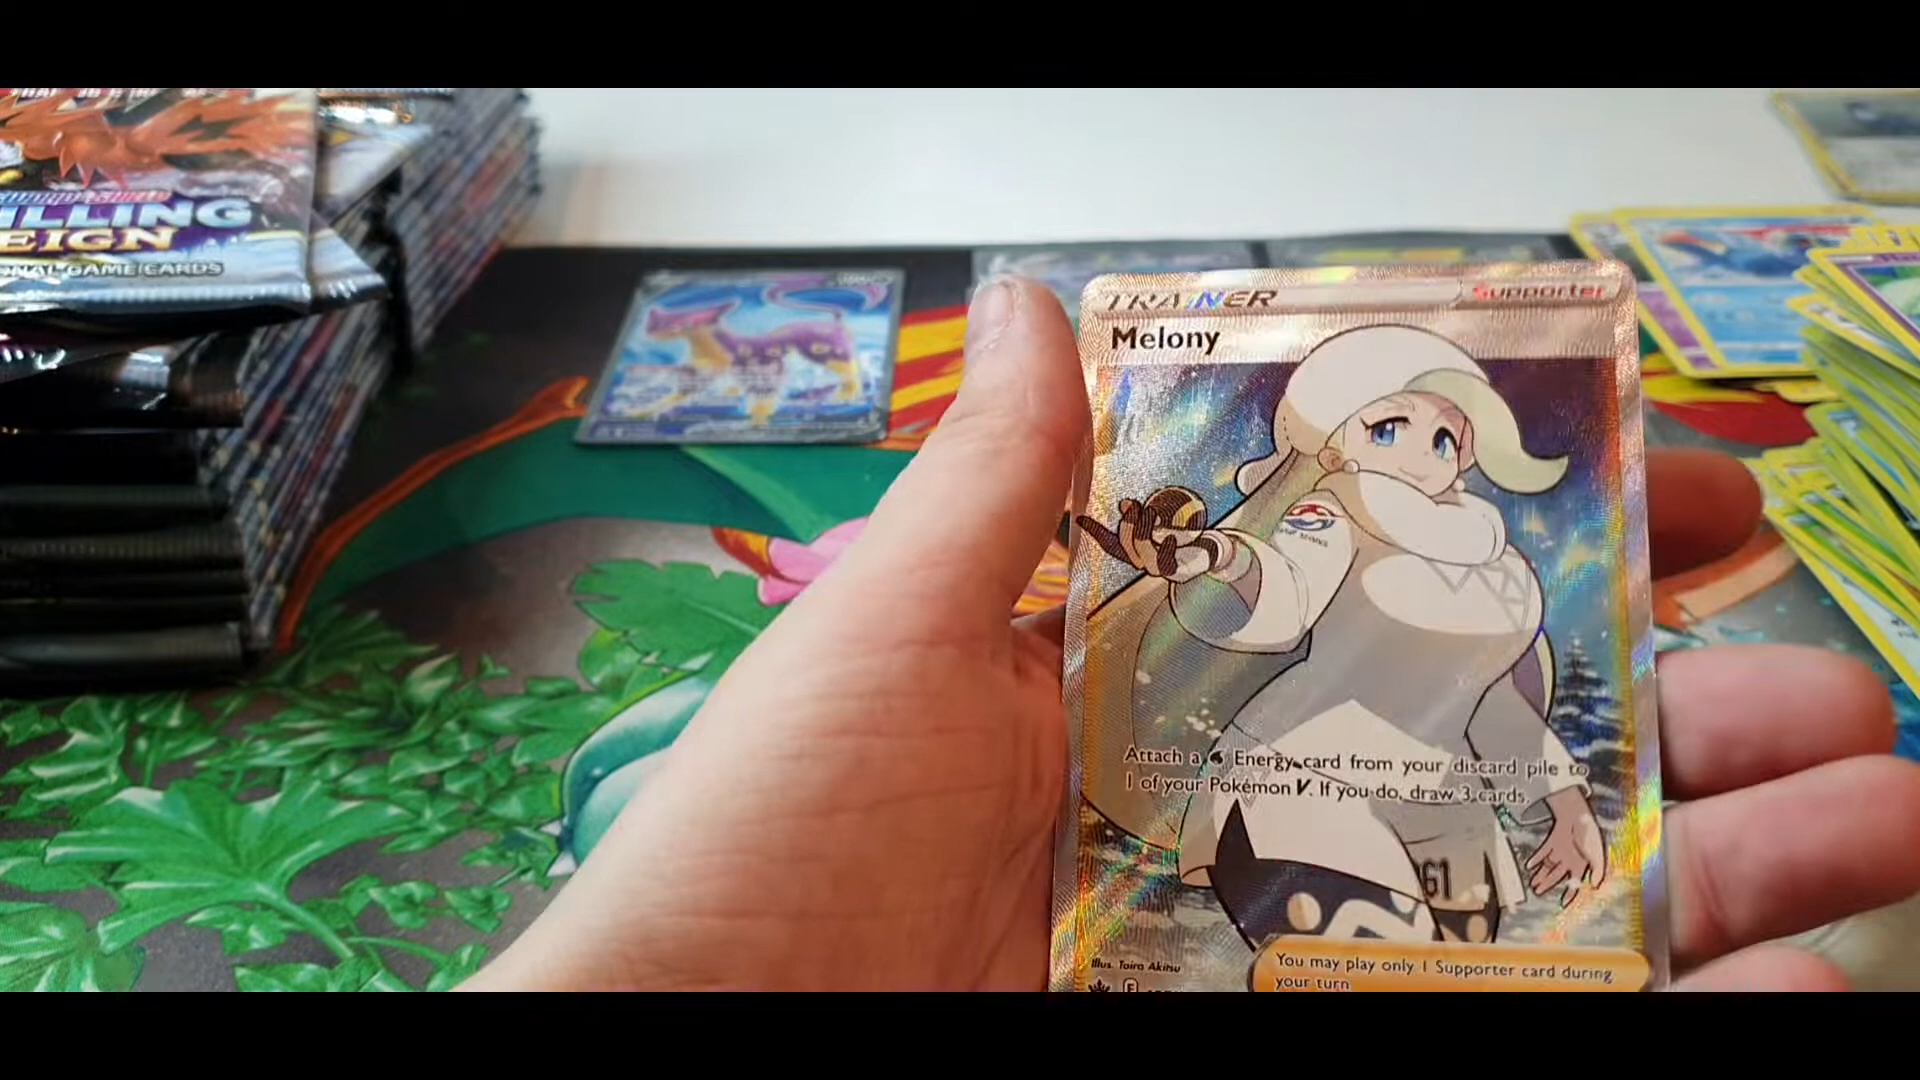 ILLING
EIGN
NAL GAME CARDS
TRAINER
Supporter
Melony
Attach a Energy card from your discard pile to
1 of your Pokémon V. If you do, draw 3 cards.
61
Illus. Taira Akitsu
E
You may play only 1 Supporter card during
your turn